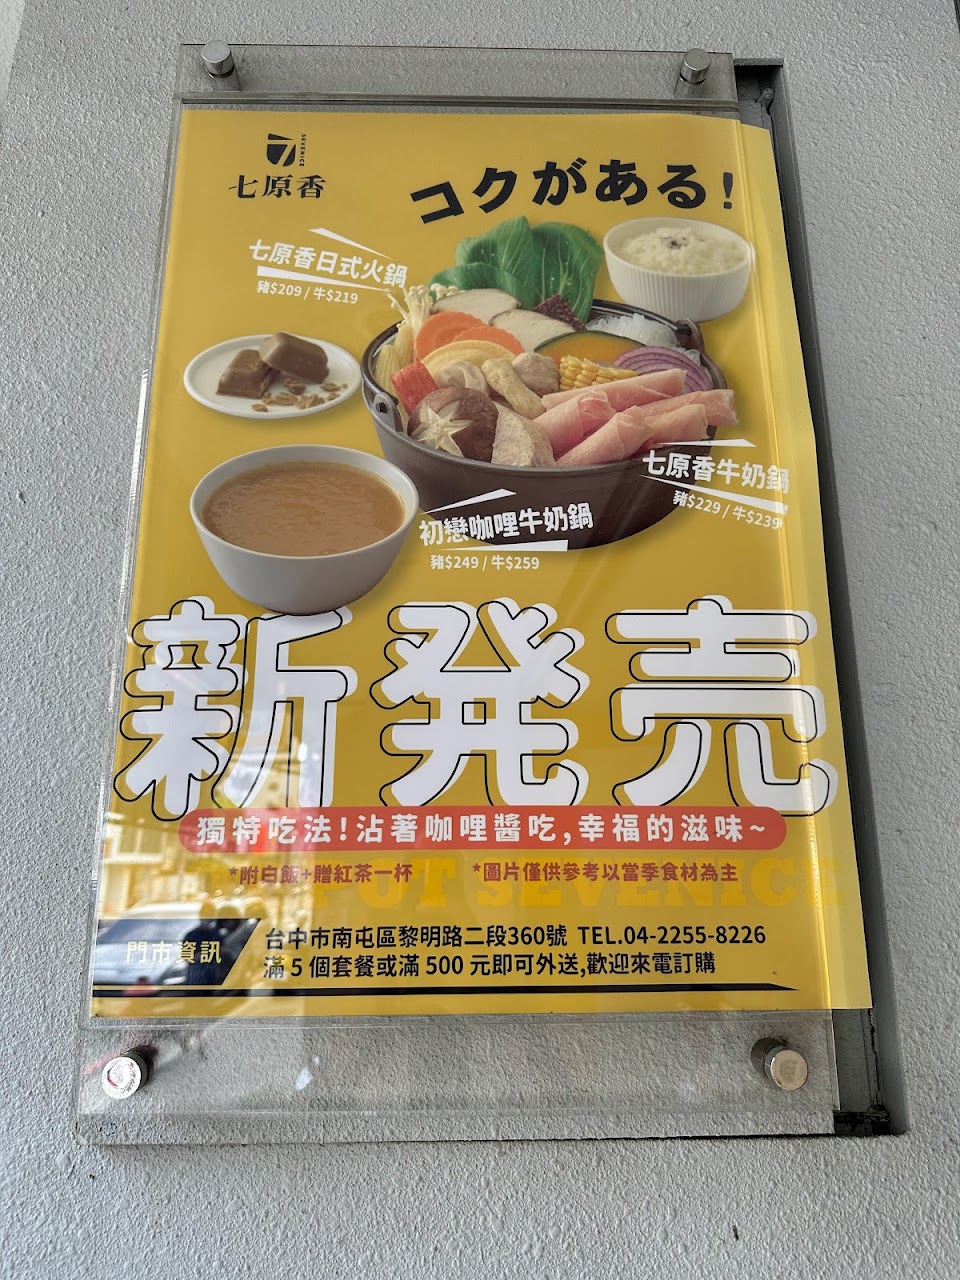 7 SEVENICE
七原香
コクがある!
七原香日式火鍋
豬$209 / 牛$219
七原香牛奶鍋
豬$229 / 牛$239
初戀咖哩牛奶鍋
豬$249 / 牛$259
新発売
獨特吃法!沾著咖哩醬吃,幸福的滋味~
*附白飯+贈紅茶一杯 *圖片僅供參考以當季食材為主
POT SEVENICE
門市資訊
台中市南屯區黎明路二段360號 TEL.04-2255-8226
滿 5 個套餐或滿 500 元即可外送,歡迎來電訂購